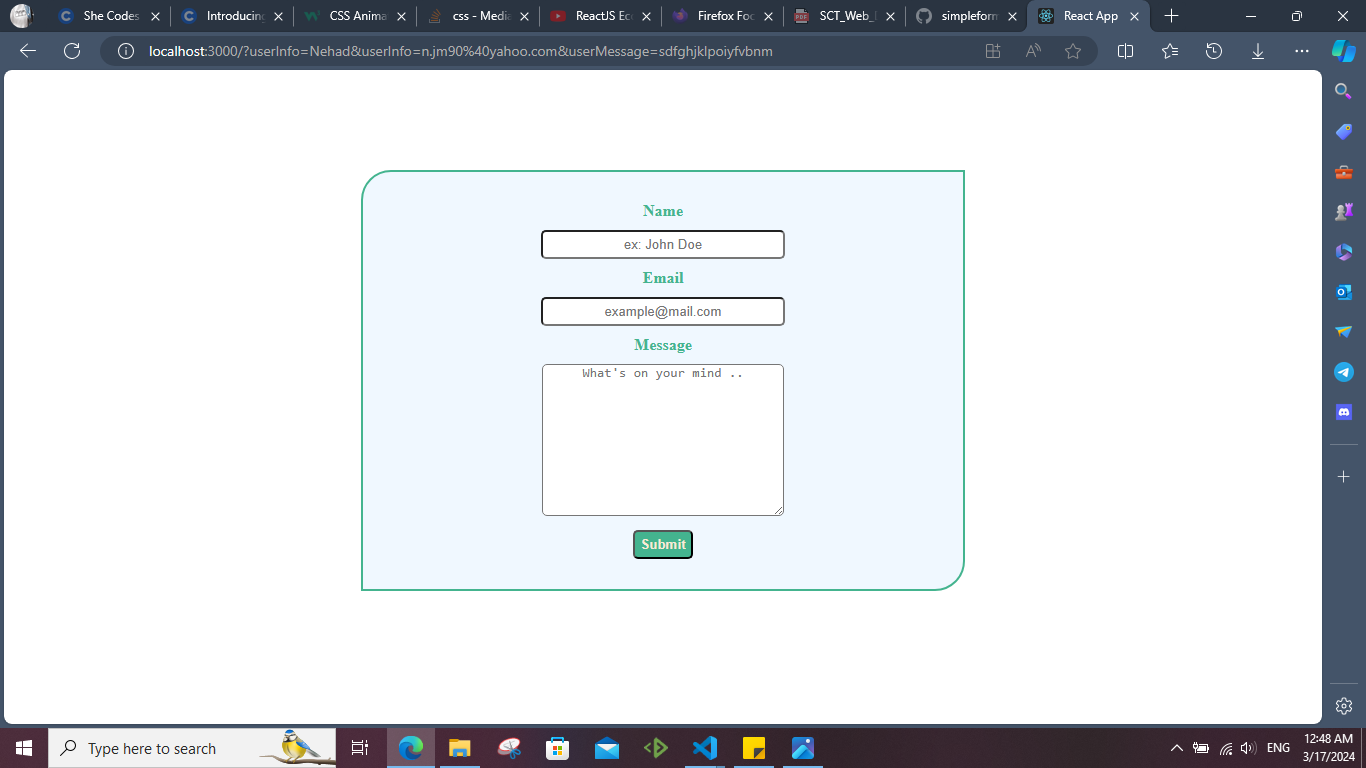 She Codes
Introducing
CSS Anima
css - Media
ReactJS Ec
Firefox Foc
SCT_Web_
simpleform
React App
localhost:3000/?userInfo=Nehad&userInfo=n.jm90%40yahoo.com&userMessage=sdfghjklpoiyfvbnm
Name
ex: John Doe
Email
example@mail.com
Message
What's on your mind ..
Submit
Type here to search
ENG
12:48 AM
3/17/2024